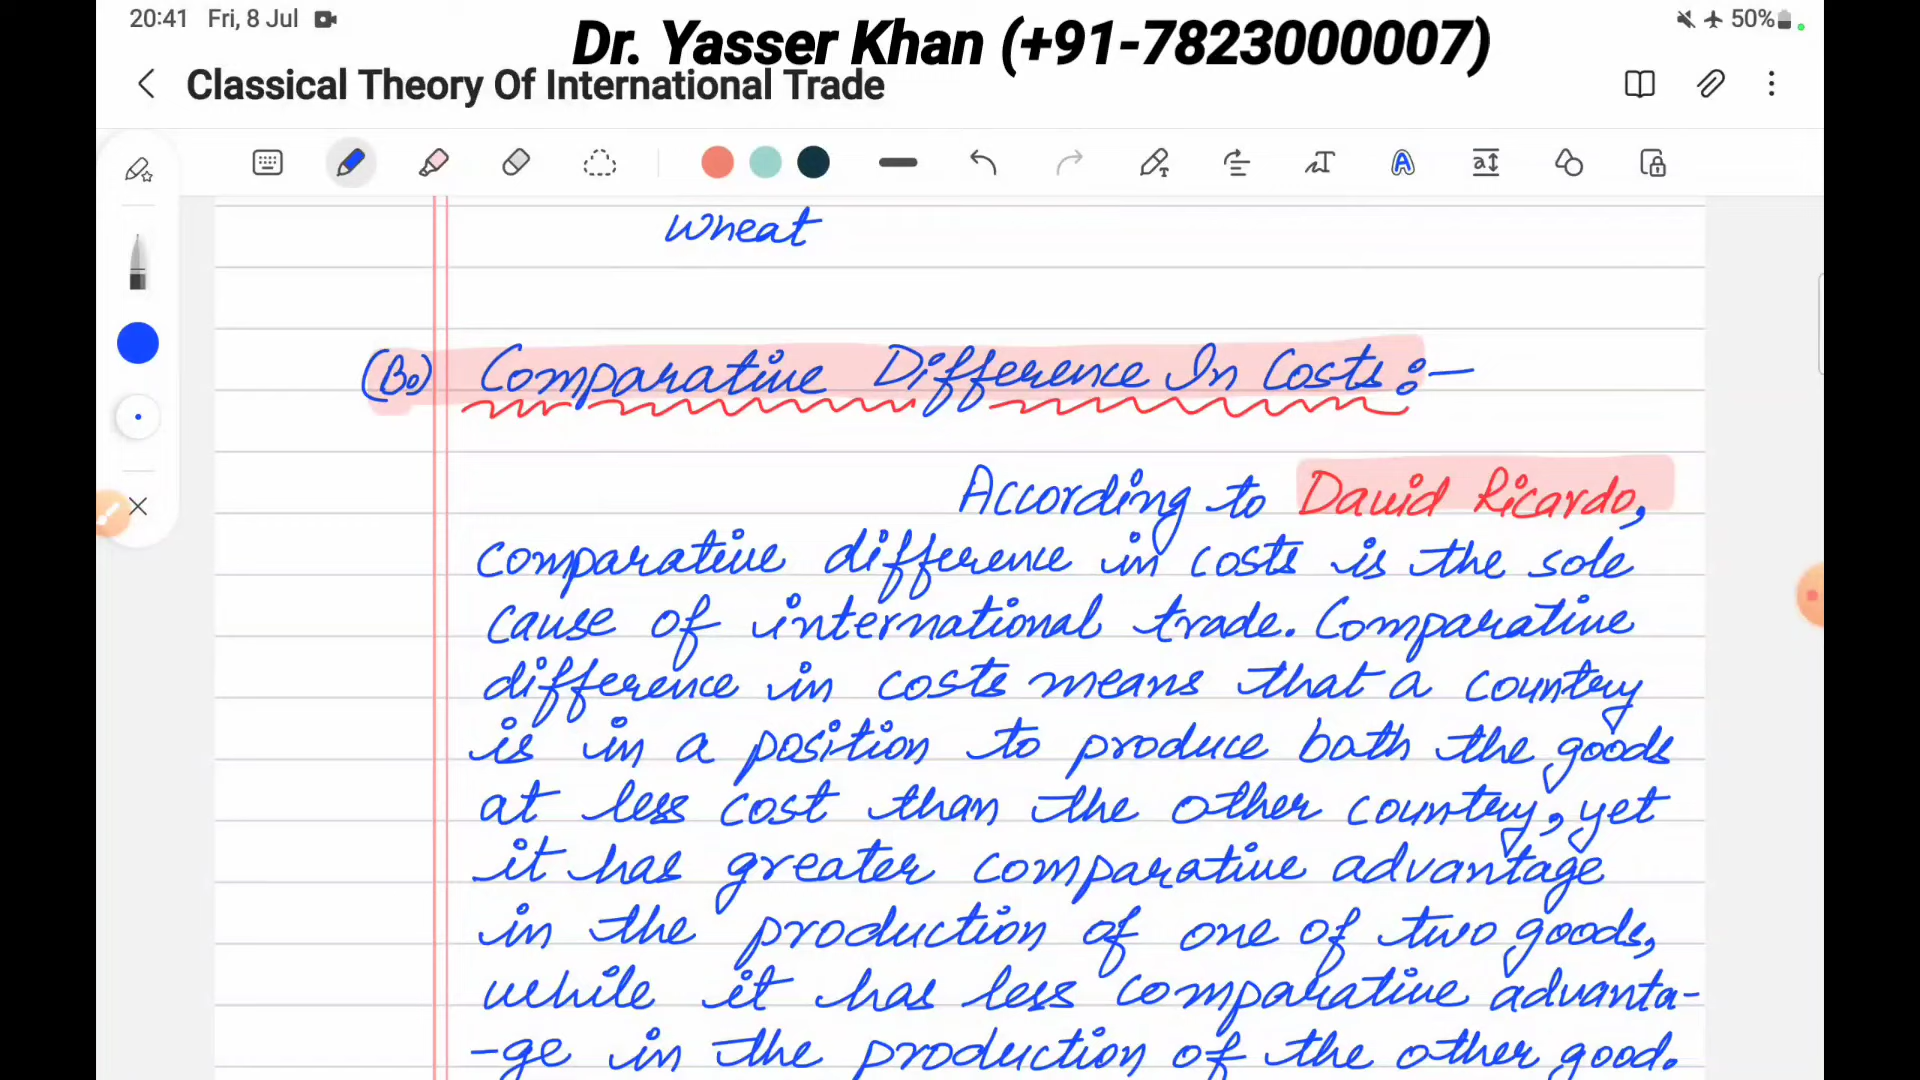 20:41 Fri, 8 Jul
50%
Dr. Yasser Khan (+91-7823000007)
Classical Theory Of International Trade
wheat
(B.) Comparative Difference In Costs:-
According to David Ricardo,
comparative difference in costs is the sole
cause of international trade. Comparative
difference in costs means that a country
is in a position to produce both the goods
at less cost than the other country, yet
it has greater comparative advantage
in the production of one of two goods,
while it has less comparative advanta-
-ge in the production of the other good.